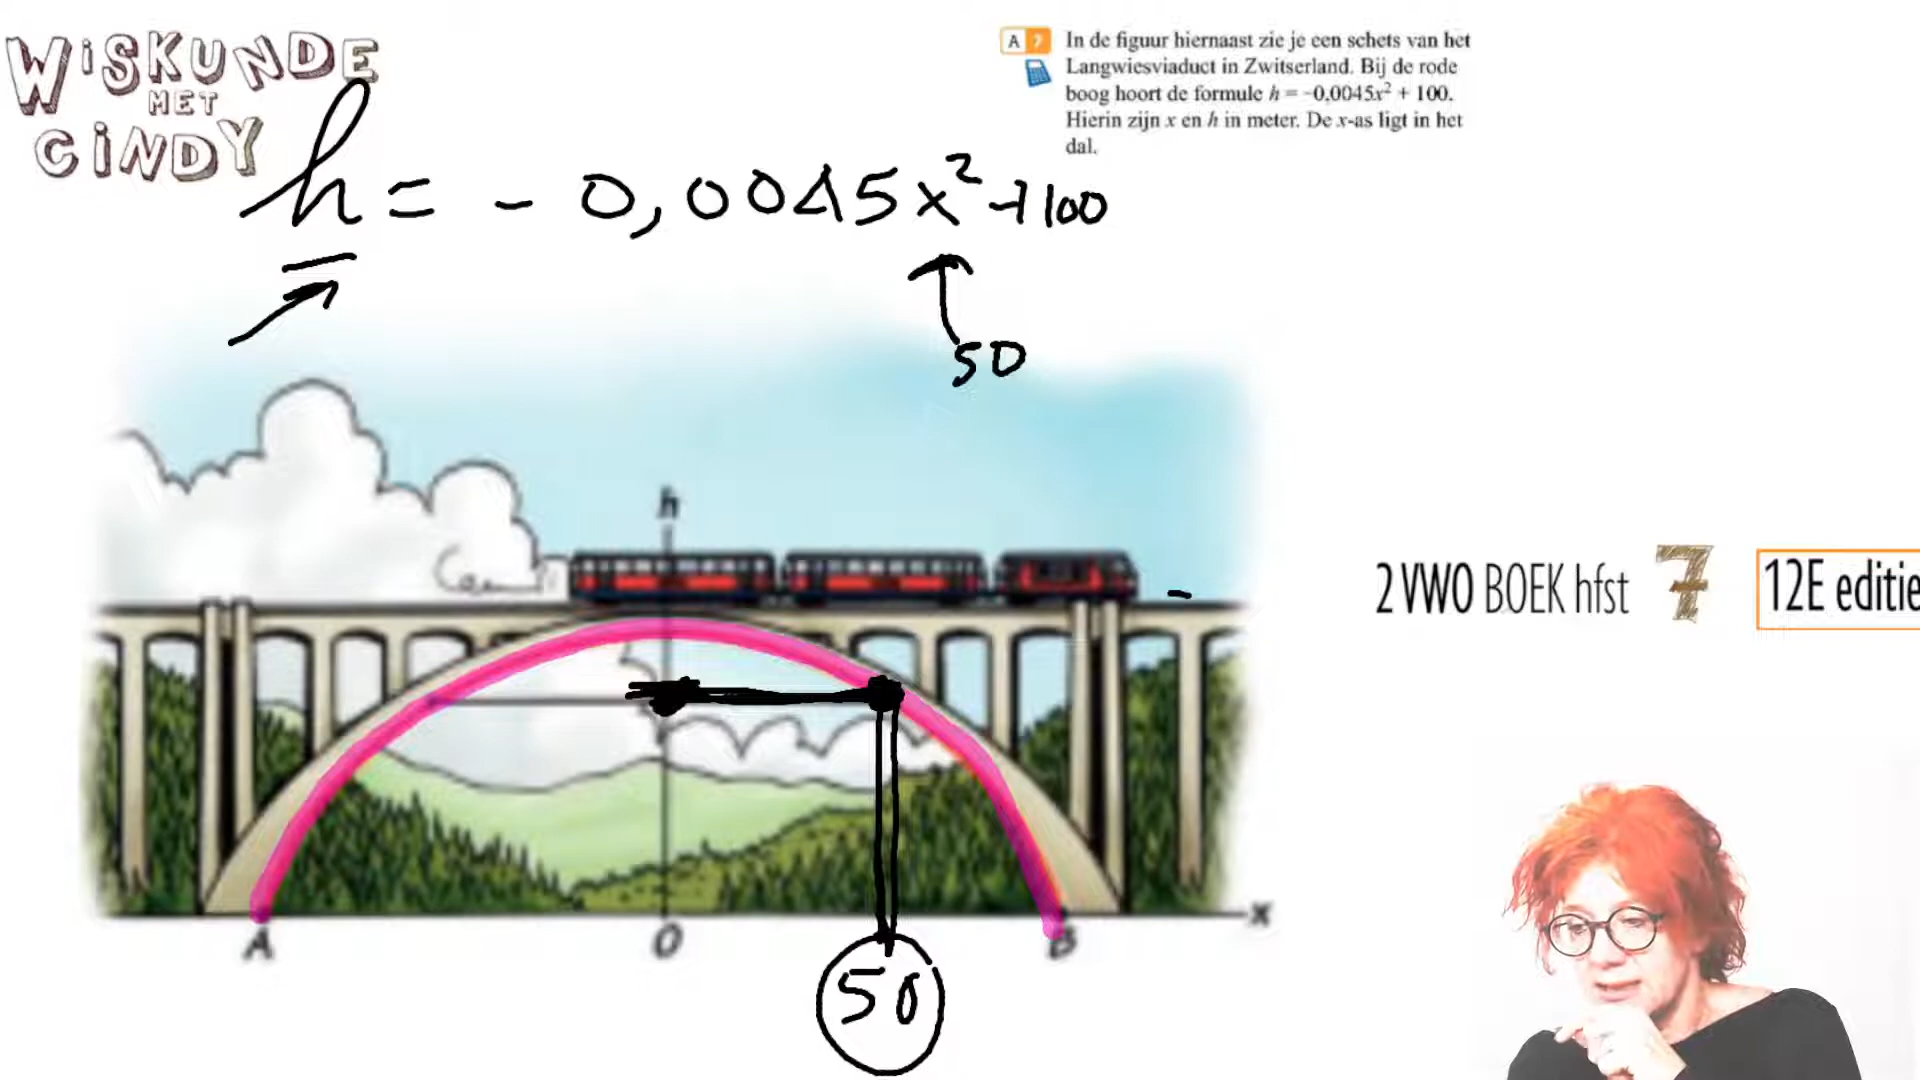 WiSKUNDE
MET
CiNDY
A 7 In de figuur hiernaast zie je een schets van het
Langwiesviaduct in Zwitserland. Bij de rode
boog hoort de formule h = -0,0045x² + 100.
Hierin zijn x en h in meter. De x-as ligt in het
dal.
h = - 0,0045x² + 100
50
h
2 VWO BOEK hfst 7 12E editie
x
A O B
50